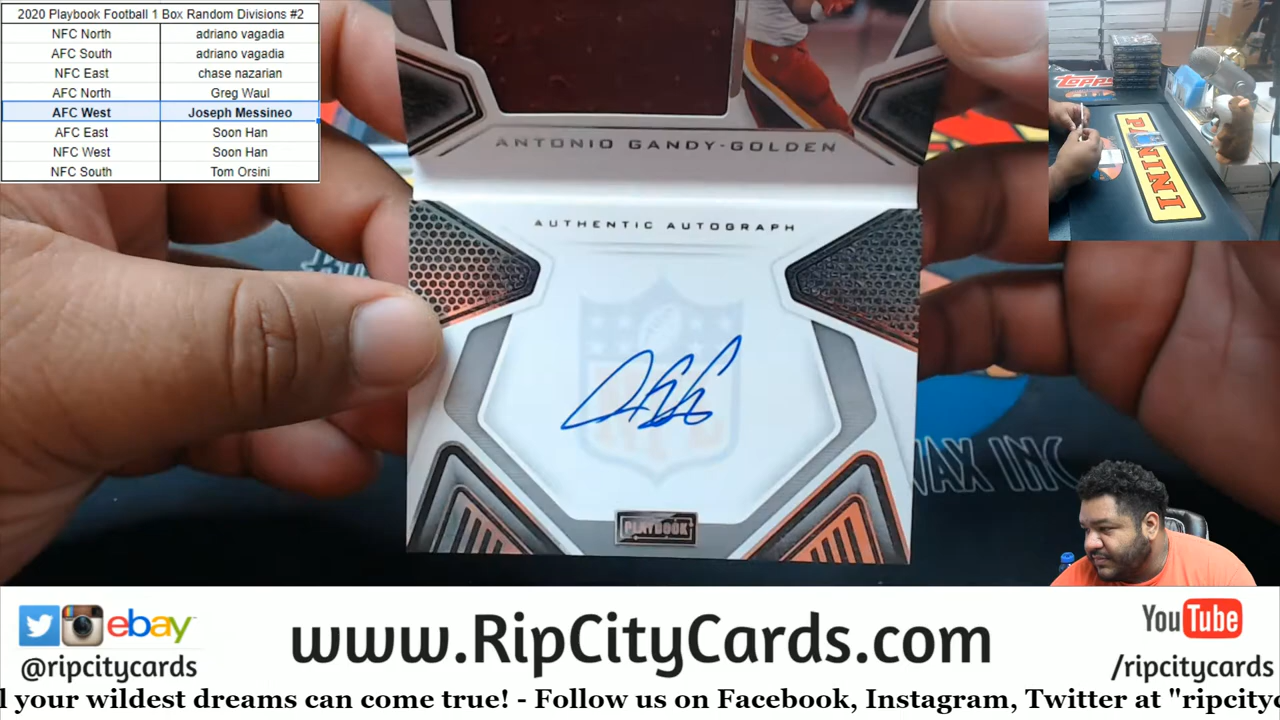 2020 Playbook Football 1 Box Random Divisions #2
NFC North adriano vagadia
AFC South adriano vagadia
NFC East chase nazarian
AFC North Greg Waul
AFC West Joseph Messineo
AFC East Soon Han
NFC West Soon Han
NFC South Tom Orsini
TOPPS
PANINI
ANTONIO GANDY-GOLDEN
AUTHENTIC AUTOGRAPH
PLAYBOOK
WAX INC
ebay
@ripcitycards
www.RipCityCards.com
YouTube
/ripcitycards
l your wildest dreams can come true! - Follow us on Facebook, Instagram, Twitter at "ripcityc